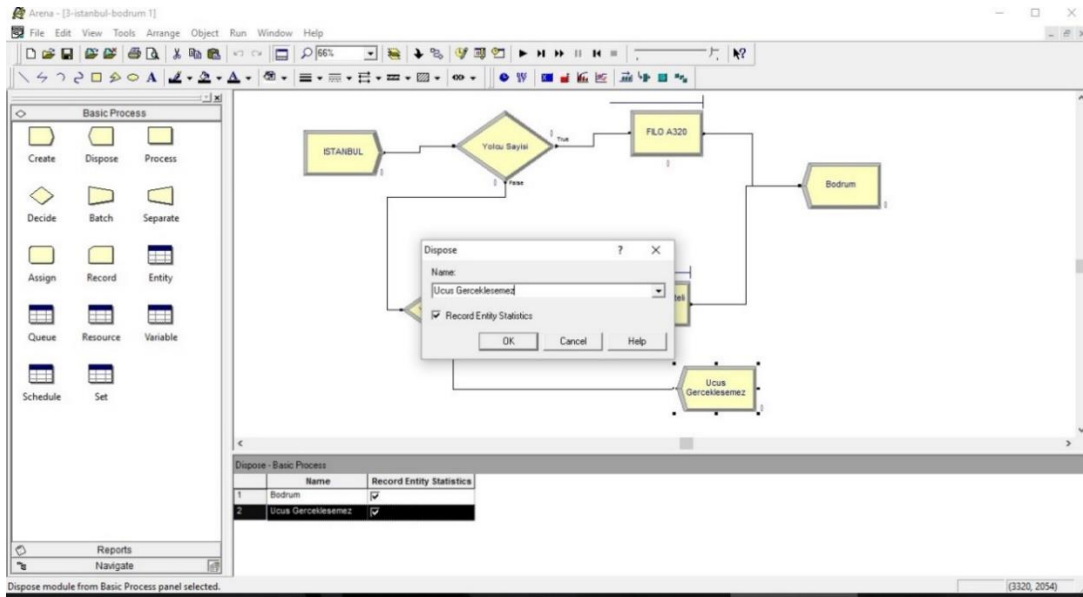 Arena - [3-istanbul-bodrum 1]
File Edit View Tools Arrange Object Run Window Help
66%
Basic Process
Create Dispose Process
Decide Batch Separate
Assign Record Entity
Queue Resource Variable
Schedule Set
Reports
Navigate
ISTANBUL
Yolcu Sayisi
True
False
FILO A320
Bodrum
Dispose
Name:
Ucus Gerceklesemez
Record Entity Statistics
OK Cancel Help
Ucus
Gerceklesemez
Dispose - Basic Process
Name Record Entity Statistics
1 Bodrum
2 Ucus Gerceklesemez
Dispose module from Basic Process panel selected.
(3320, 2054)